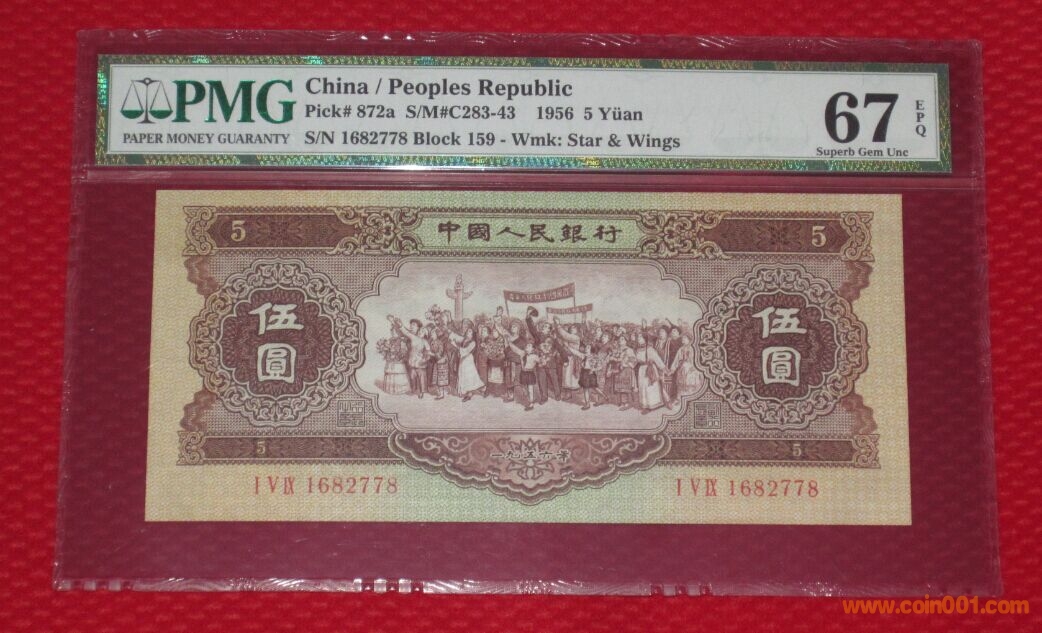 PMG
PAPER MONEY GUARANTY
China / Peoples Republic
Pick# 872a S/M#C283-43 1956 5 Yüan
S/N 1682778 Block 159 - Wmk: Star & Wings
67
EPQ
Superb Gem Unc
5 中國人民銀行 5
伍圓
伍圓
5 一九五六年 5
I V IX 1682778
I V IX 1682778
www.coin001.com